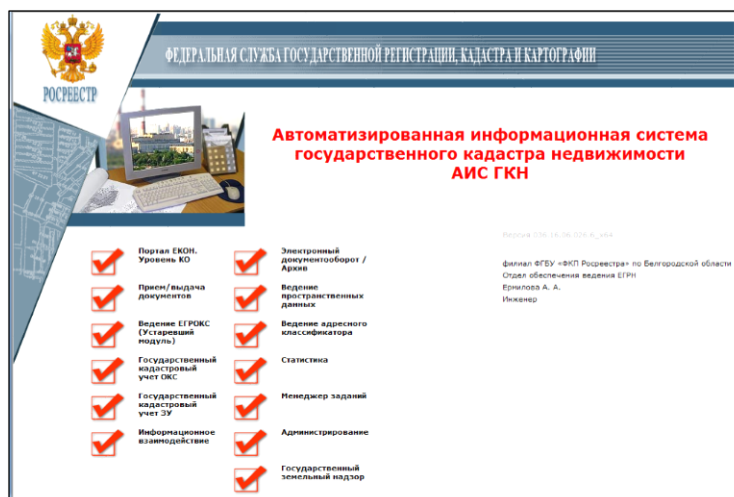 ФЕДЕРАЛЬНАЯ СЛУЖБА ГОСУДАРСТВЕННОЙ РЕГИСТРАЦИИ, КАДАСТРА И КАРТОГРАФИИ
РОСРЕЕСТР
Автоматизированная информационная система
государственного кадастра недвижимости
АИС ГКН
Версия
филиал ФГБУ «ФКП Росреестра» по Белгородской области
Отдел обеспечения ведения ЕГРН
Ермилова А. А.
Инженер
Портал ЕКОН.
Уровень КО
Прием/выдача
документов
Ведение ЕГРОКС
(Устаревший
модуль)
Государственный
кадастровый
учет ОКС
Государственный
кадастровый
учет ЗУ
Информационное
взаимодействие
Электронный
документооборот /
Архив
Ведение
пространственных
данных
Ведение адресного
классификатора
Статистика
Менеджер заданий
Администрирование
Государственный
земельный надзор